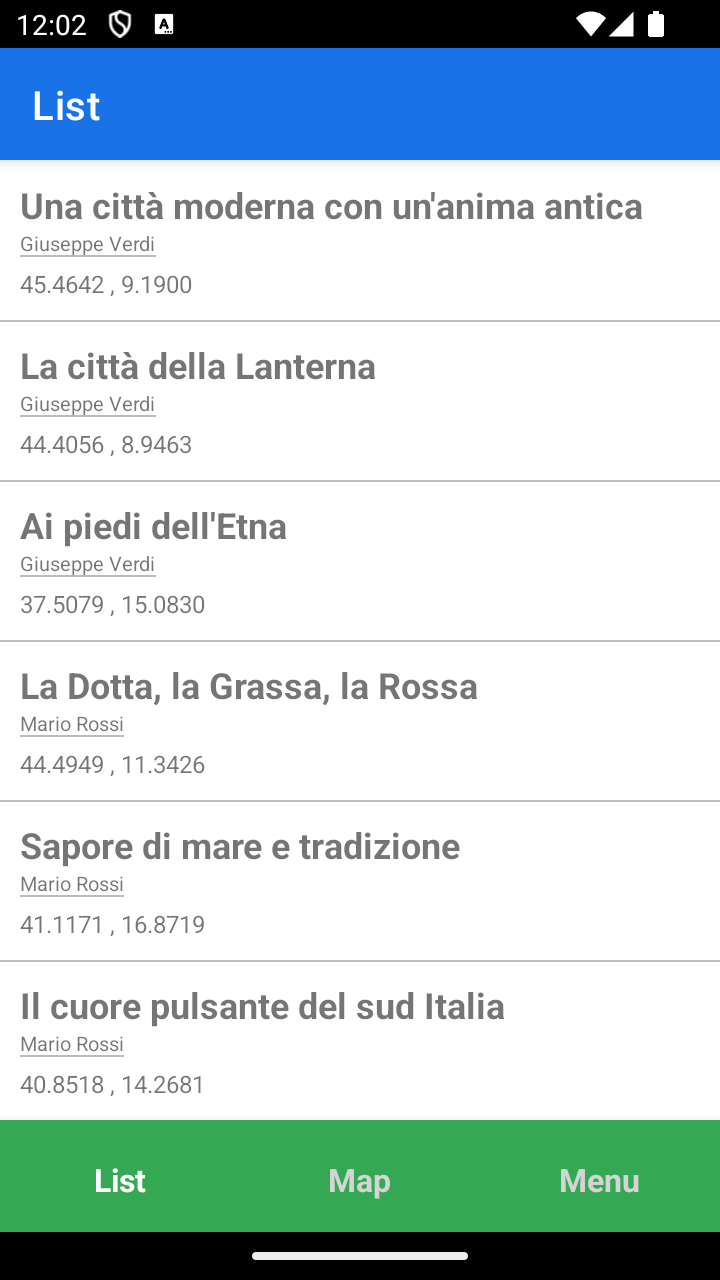 12:02
List
Una città moderna con un'anima antica
Giuseppe Verdi
45.4642 , 9.1900
La città della Lanterna
Giuseppe Verdi
44.4056 , 8.9463
Ai piedi dell'Etna
Giuseppe Verdi
37.5079 , 15.0830
La Dotta, la Grassa, la Rossa
Mario Rossi
44.4949 , 11.3426
Sapore di mare e tradizione
Mario Rossi
41.1171 , 16.8719
Il cuore pulsante del sud Italia
Mario Rossi
40.8518 , 14.2681
List Map Menu